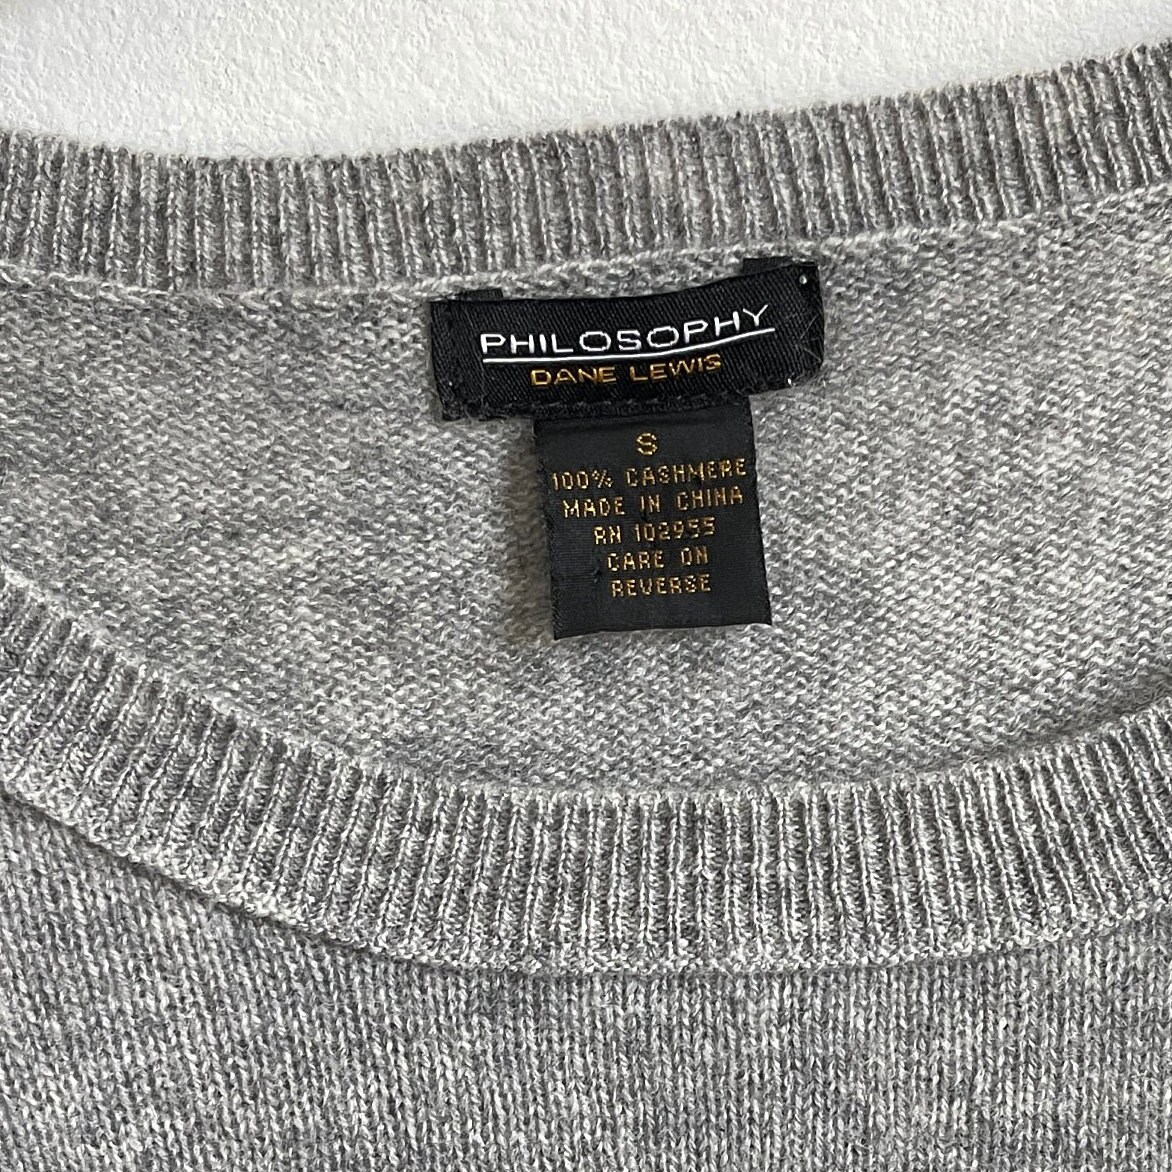 PHILOSOPHY
DANE LEWIS
S
100% CASHMERE
MADE IN CHINA
RN 102955
CARE ON
REVERSE